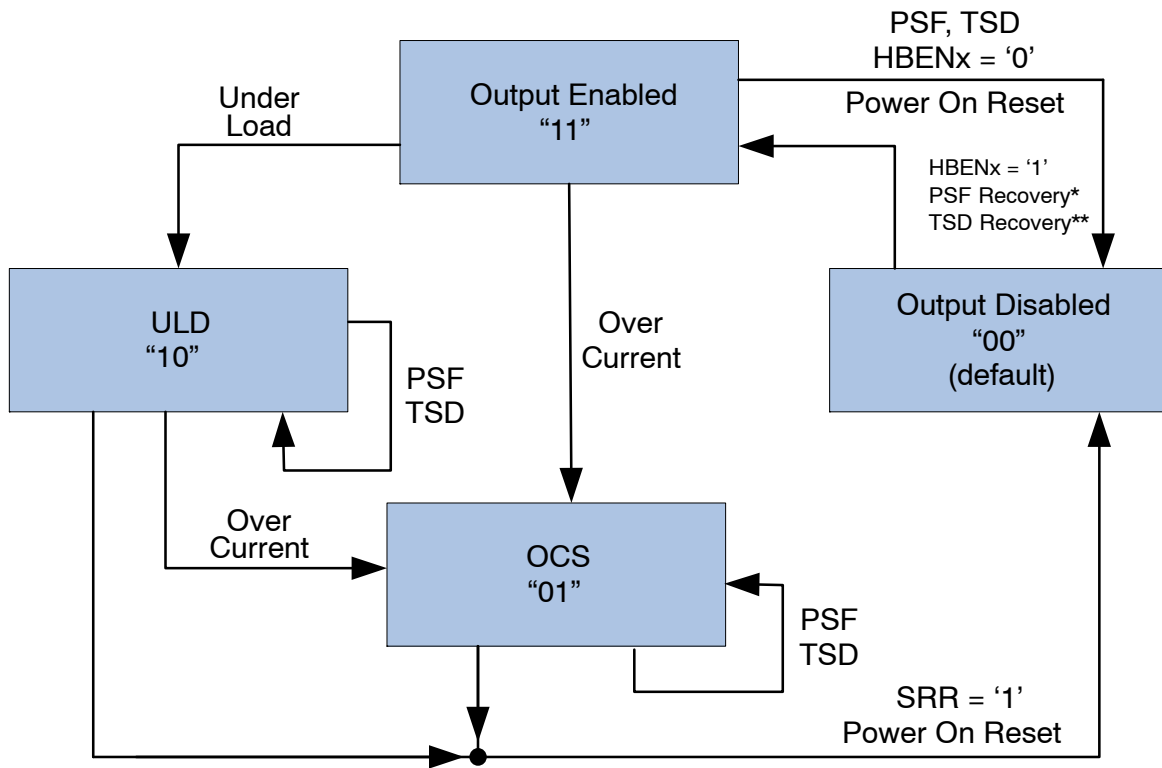 PSF, TSD
HBENx = ‘0’
Power On Reset
Output Enabled
“11”
Under
Load
HBENx = ‘1’
PSF Recovery*
TSD Recovery**
ULD
“10”
Over
Current
Output Disabled
“00”
(default)
PSF
TSD
Over
Current
OCS
“01”
PSF
TSD
SRR = ‘1’
Power On Reset